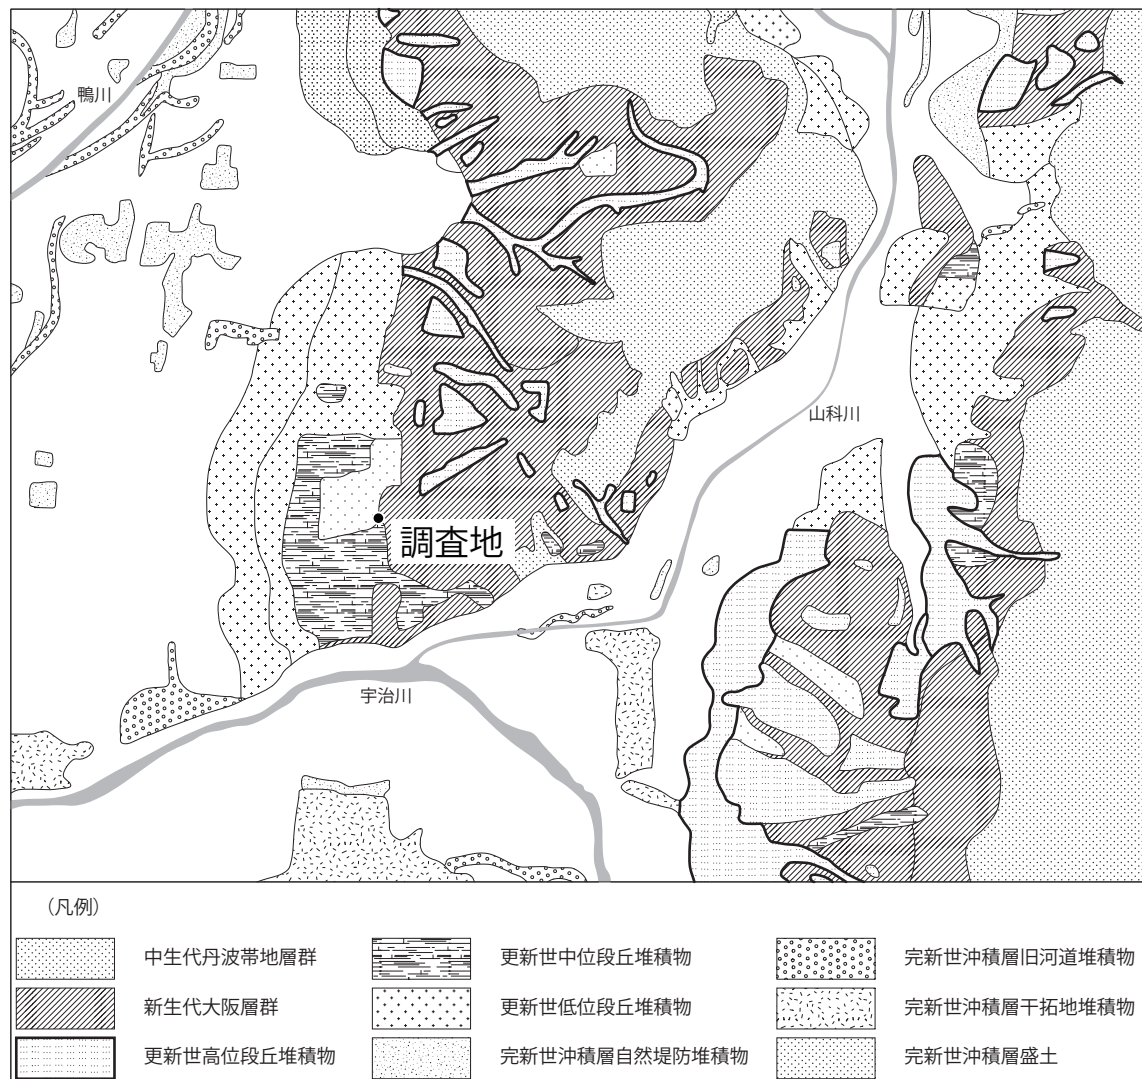 鴨川
山科川
調査地
宇治川
(凡例)
中生代丹波帯地層群
更新世中位段丘堆積物
完新世沖積層旧河道堆積物
新生代大阪層群
更新世低位段丘堆積物
完新世沖積層干拓地堆積物
更新世高位段丘堆積物
完新世沖積層自然堤防堆積物
完新世沖積層盛土